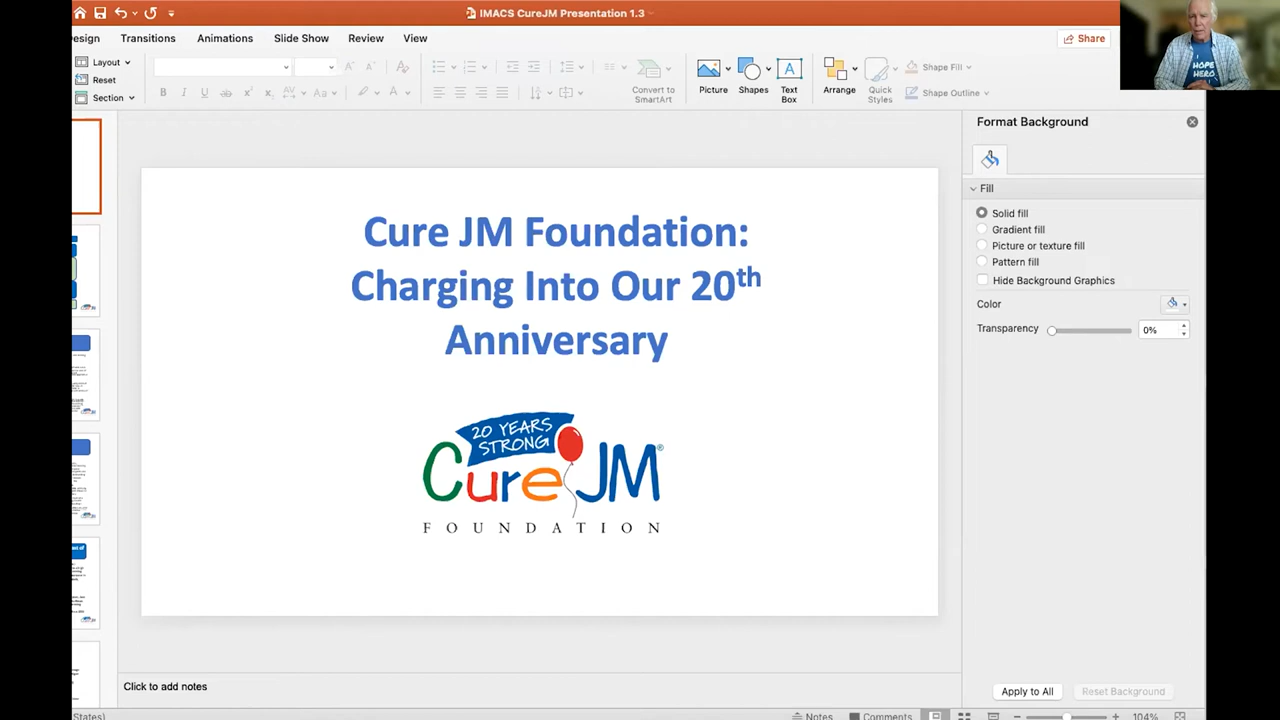 IMACS CureJM Presentation 1.3
esign Transitions Animations Slide Show Review View
Share
Layout
Reset
Section
Convert to
SmartArt
Picture
Shapes
Text
Box
Arrange
Quick
Styles
Shape Fill
Shape Outline
HOPE
HERO
Format Background
Fill
Solid fill
Gradient fill
Picture or texture fill
Pattern fill
Hide Background Graphics
Color
Transparency 0%
Cure JM Foundation:
Charging Into Our 20th
Anniversary
20 YEARS
STRONG
Cure JM®
FOUNDATION
Click to add notes
Apply to All
Reset Background
States)
Notes
Comments
104%